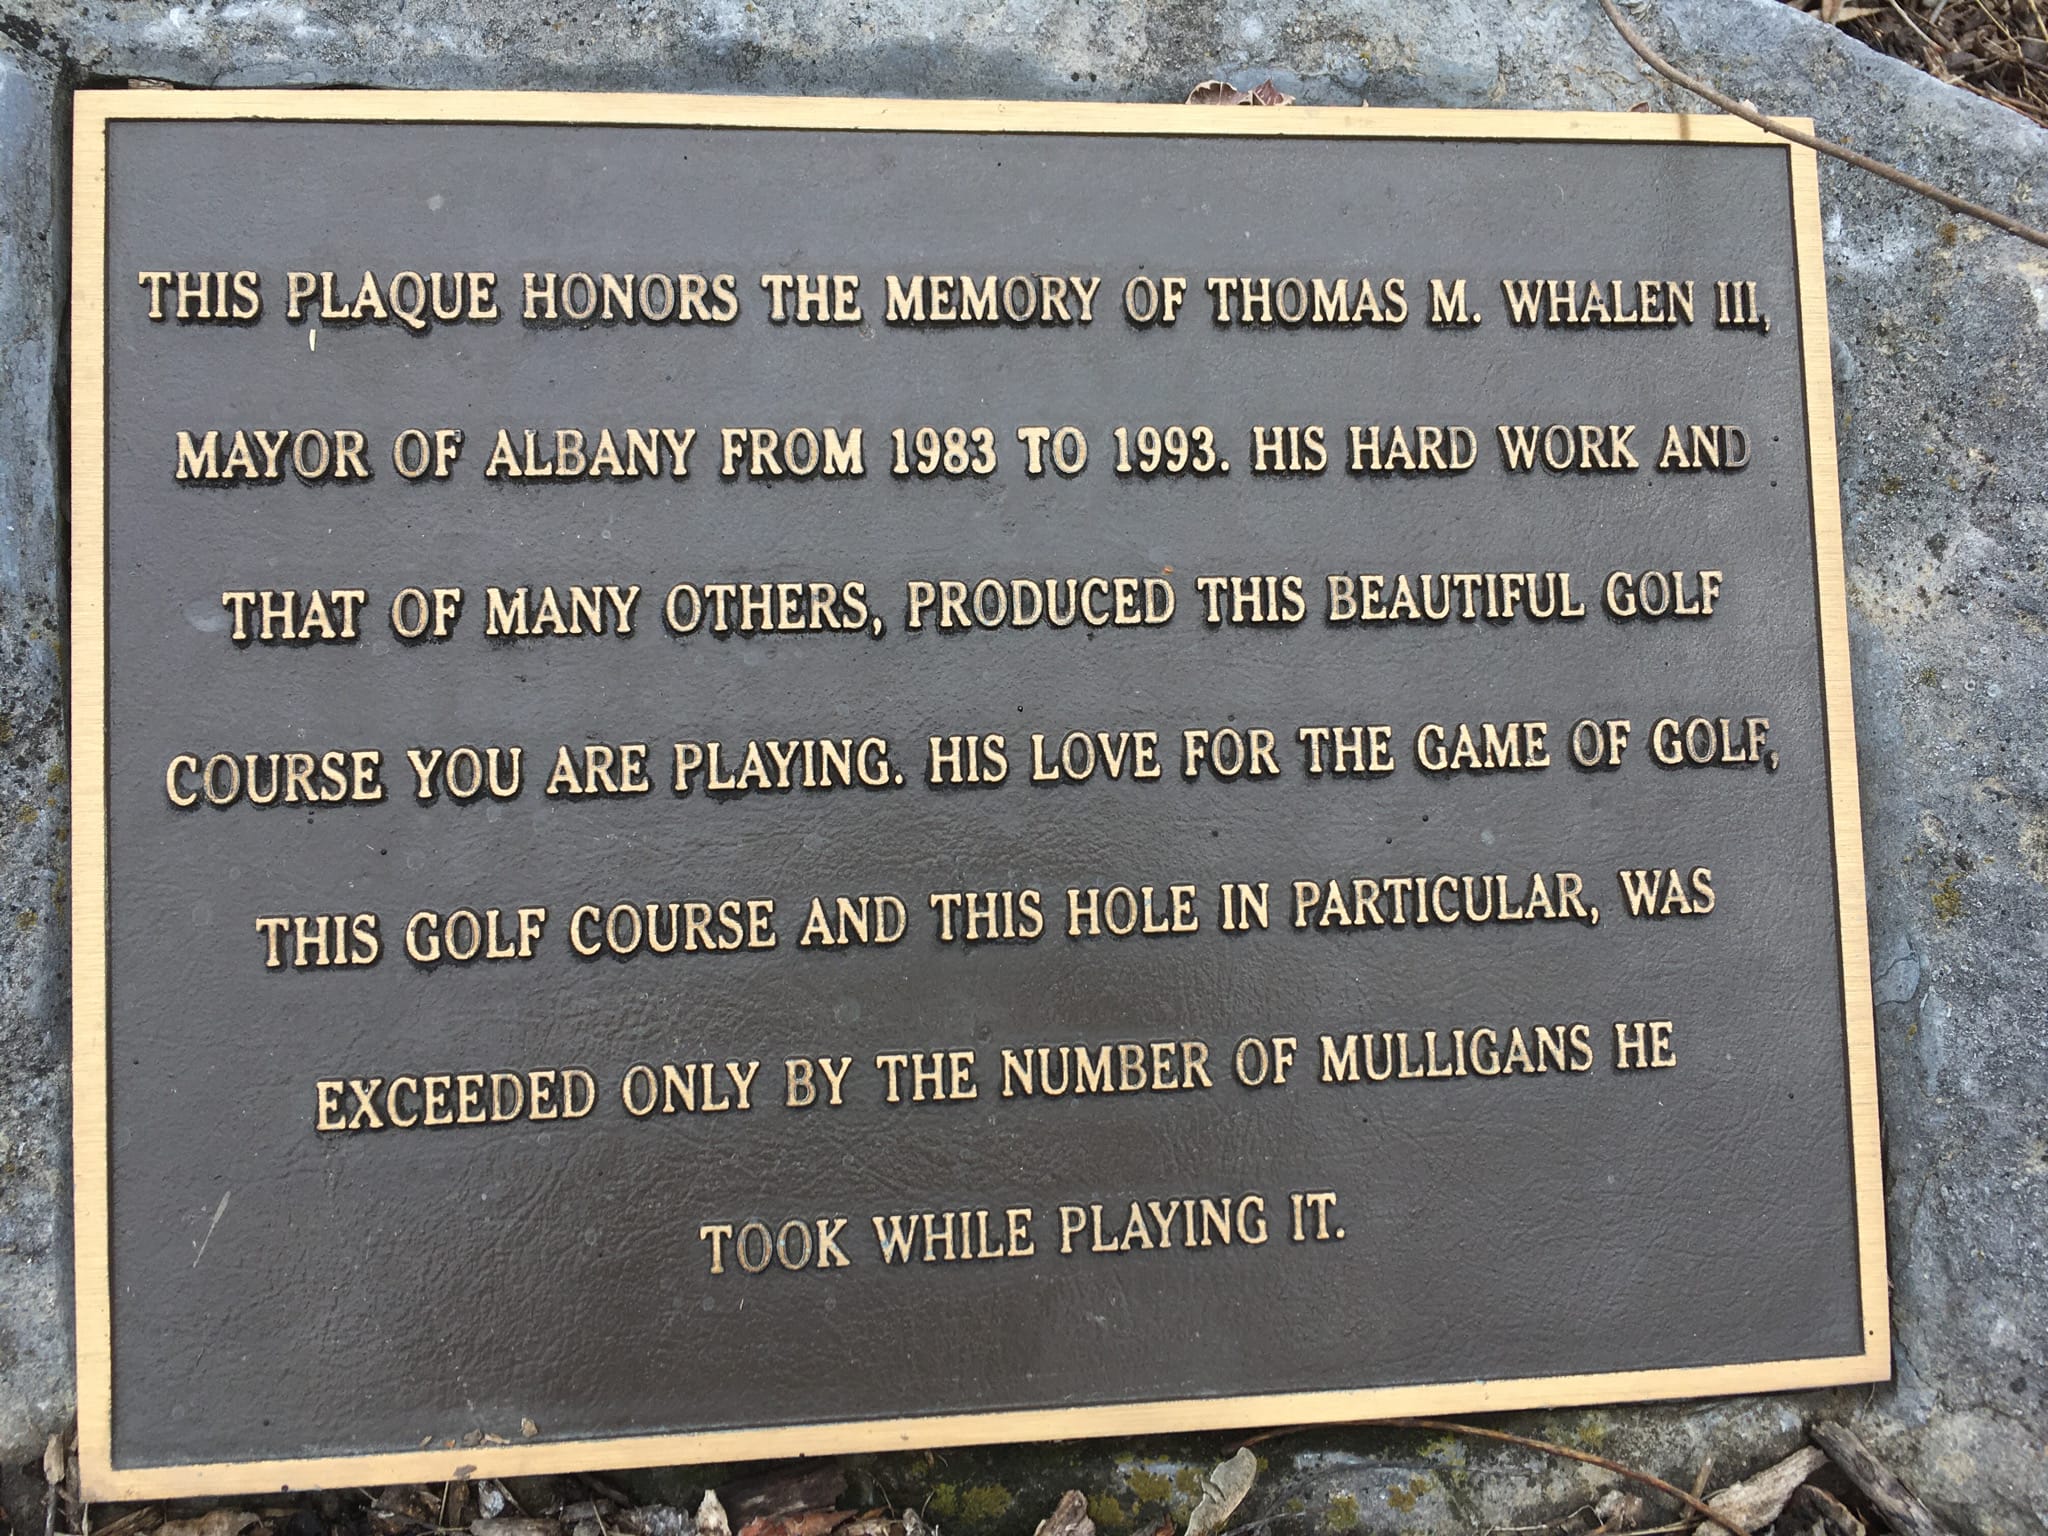 THIS PLAQUE HONORS THE MEMORY OF THOMAS M. WHALEN III,
MAYOR OF ALBANY FROM 1983 TO 1993. HIS HARD WORK AND
THAT OF MANY OTHERS, PRODUCED THIS BEAUTIFUL GOLF
COURSE YOU ARE PLAYING. HIS LOVE FOR THE GAME OF GOLF,
THIS GOLF COURSE AND THIS HOLE IN PARTICULAR, WAS
EXCEEDED ONLY BY THE NUMBER OF MULLIGANS HE
TOOK WHILE PLAYING IT.